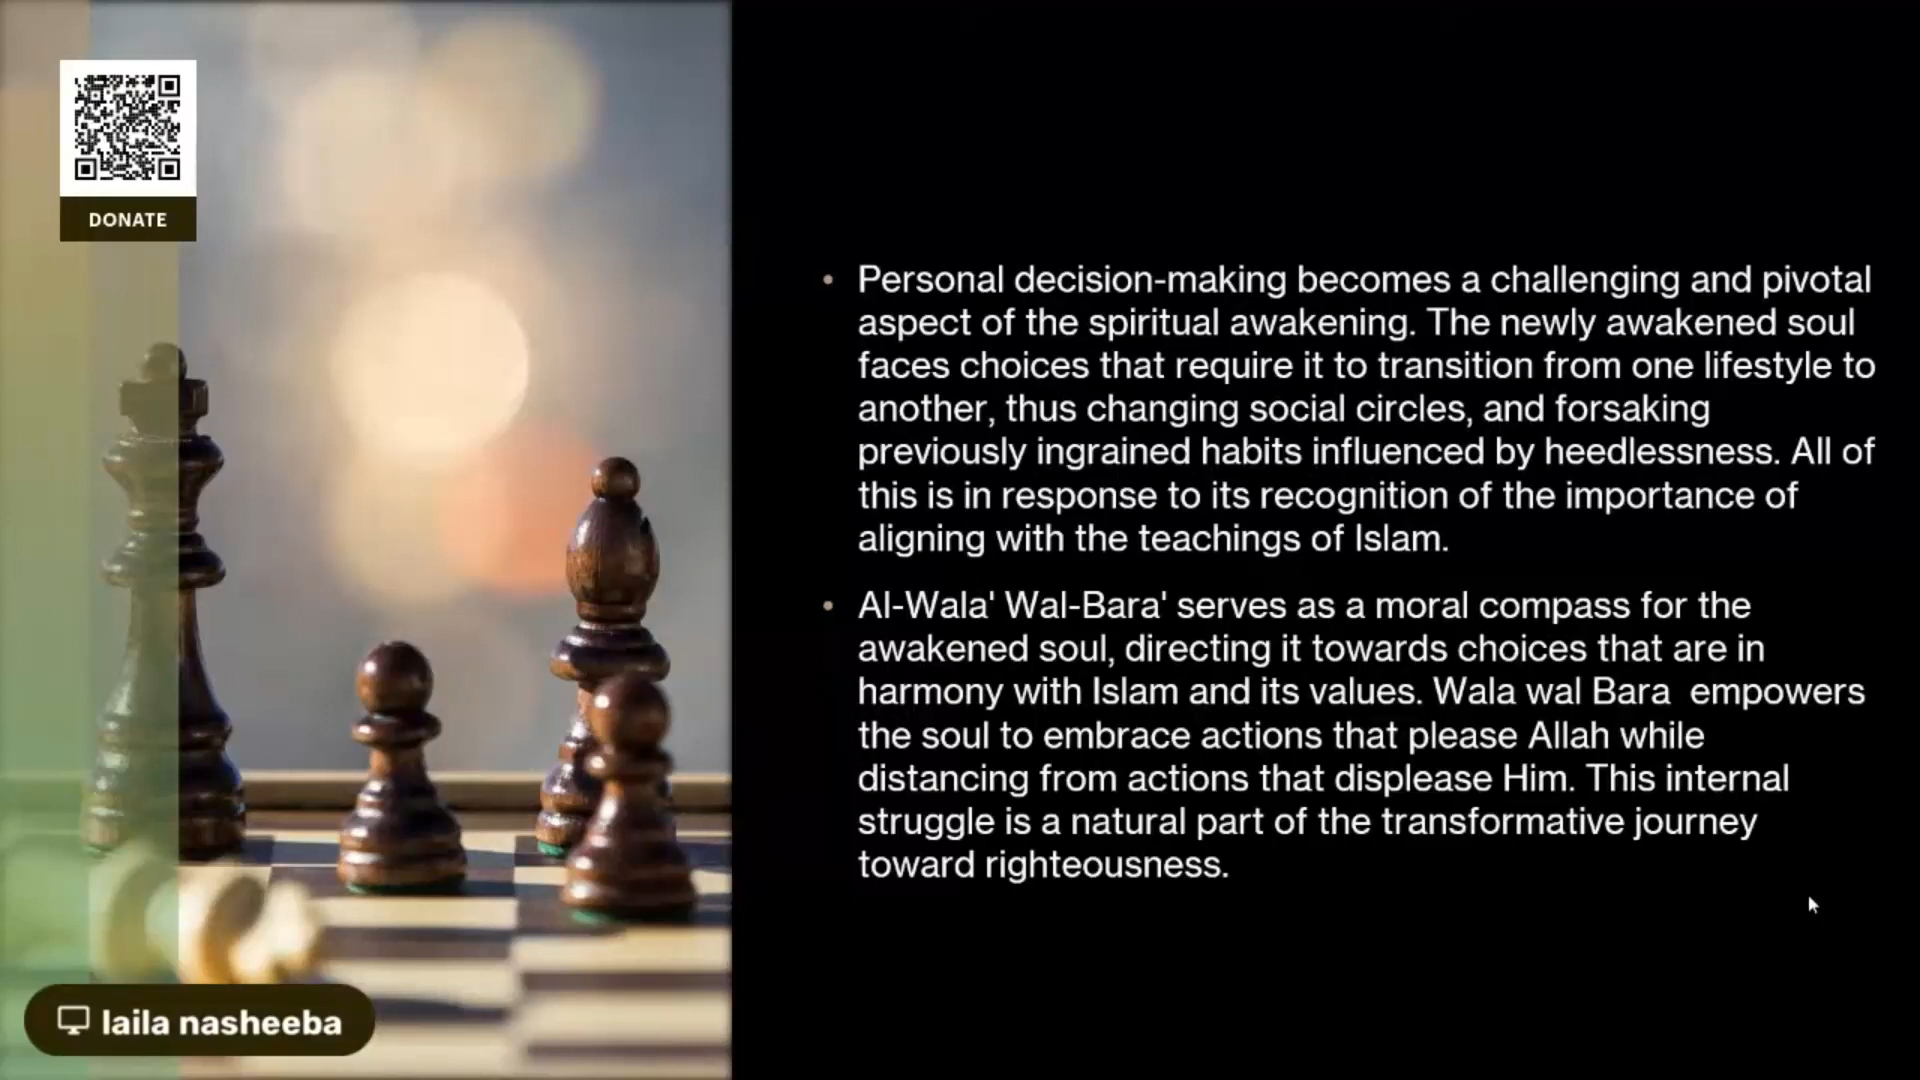 DONATE
Personal decision-making becomes a challenging and pivotal
aspect of the spiritual awakening. The newly awakened soul
faces choices that require it to transition from one lifestyle to
another, thus changing social circles, and forsaking
previously ingrained habits influenced by heedlessness. All of
this is in response to its recognition of the importance of
aligning with the teachings of Islam.
Al-Wala' Wal-Bara' serves as a moral compass for the
awakened soul, directing it towards choices that are in
harmony with Islam and its values. Wala wal Bara  empowers
the soul to embrace actions that please Allah while
distancing from actions that displease Him. This internal
struggle is a natural part of the transformative journey
toward righteousness.
laila nasheeba